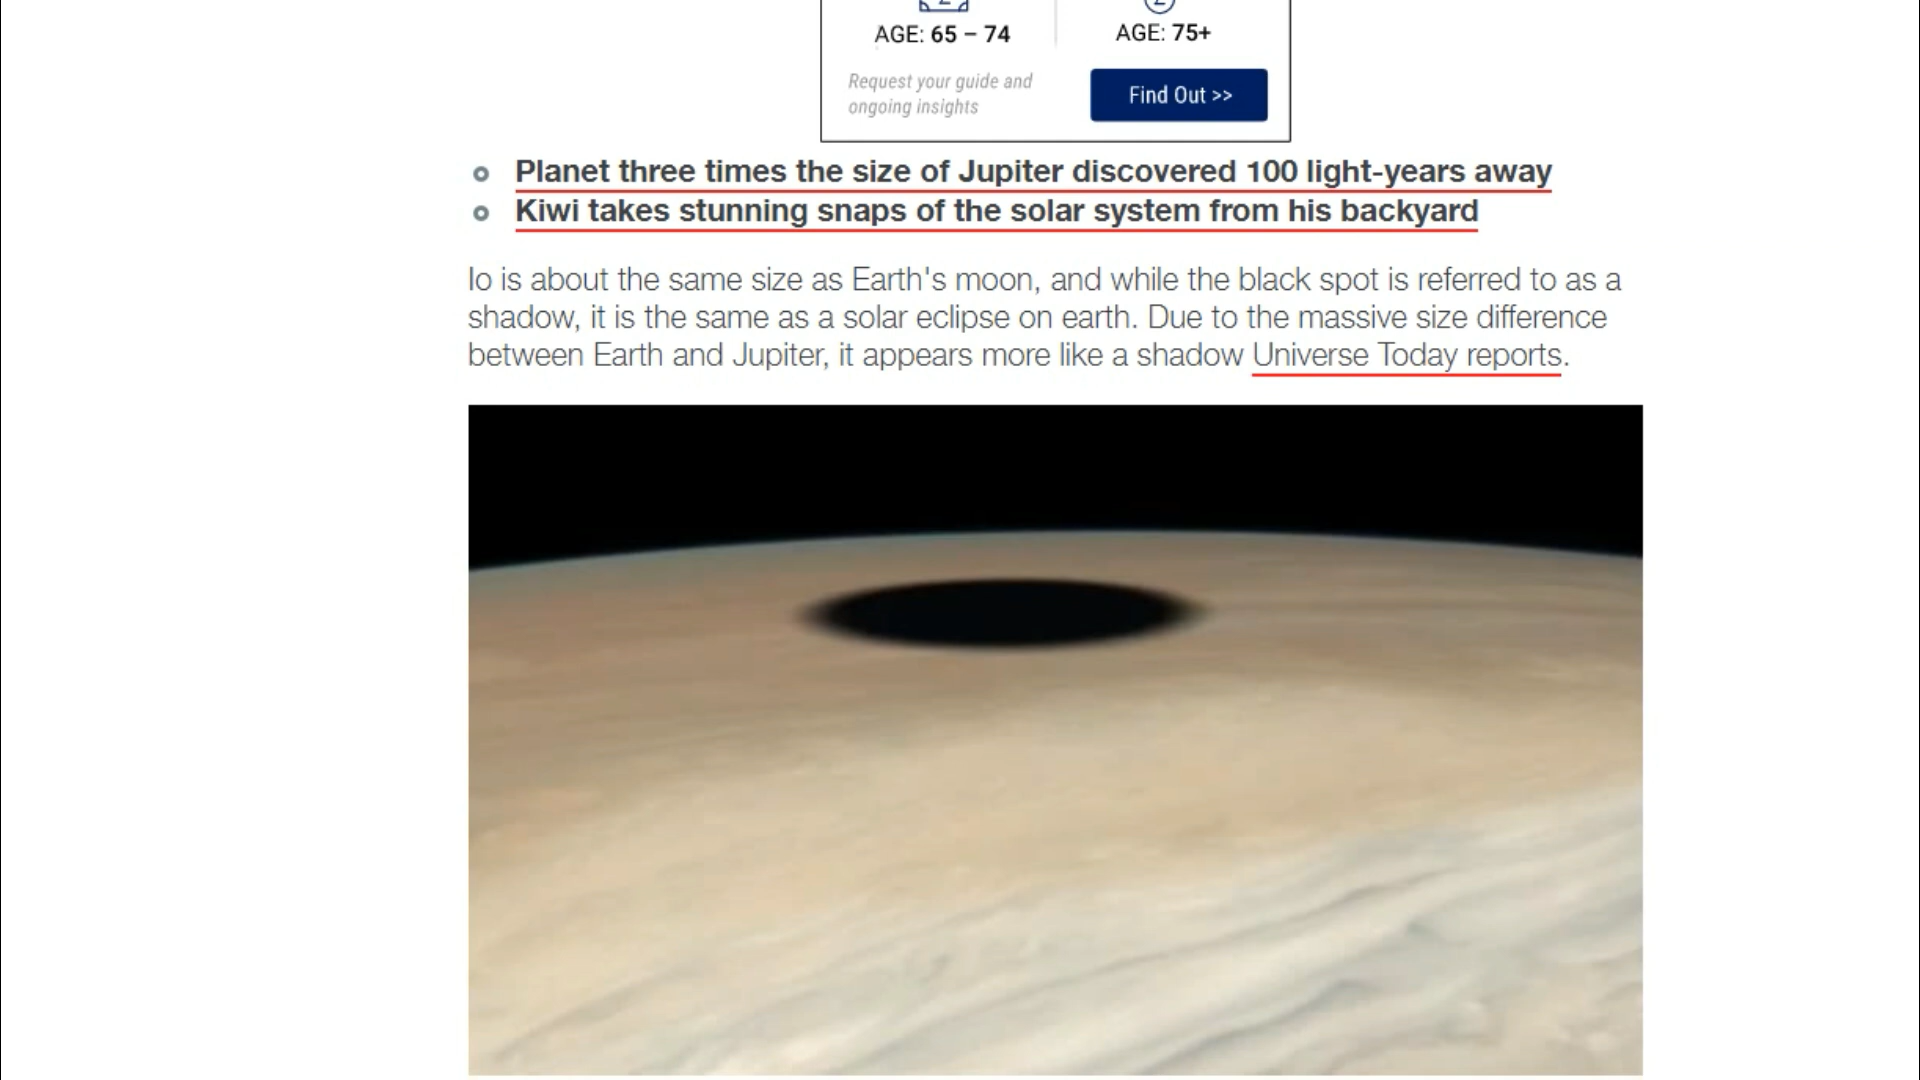 AGE: 65 – 74
AGE: 75+
Request your guide and
ongoing insights
Find Out >>
Planet three times the size of Jupiter discovered 100 light-years away
Kiwi takes stunning snaps of the solar system from his backyard
Io is about the same size as Earth's moon, and while the black spot is referred to as a
shadow, it is the same as a solar eclipse on earth. Due to the massive size difference
between Earth and Jupiter, it appears more like a shadow Universe Today reports.